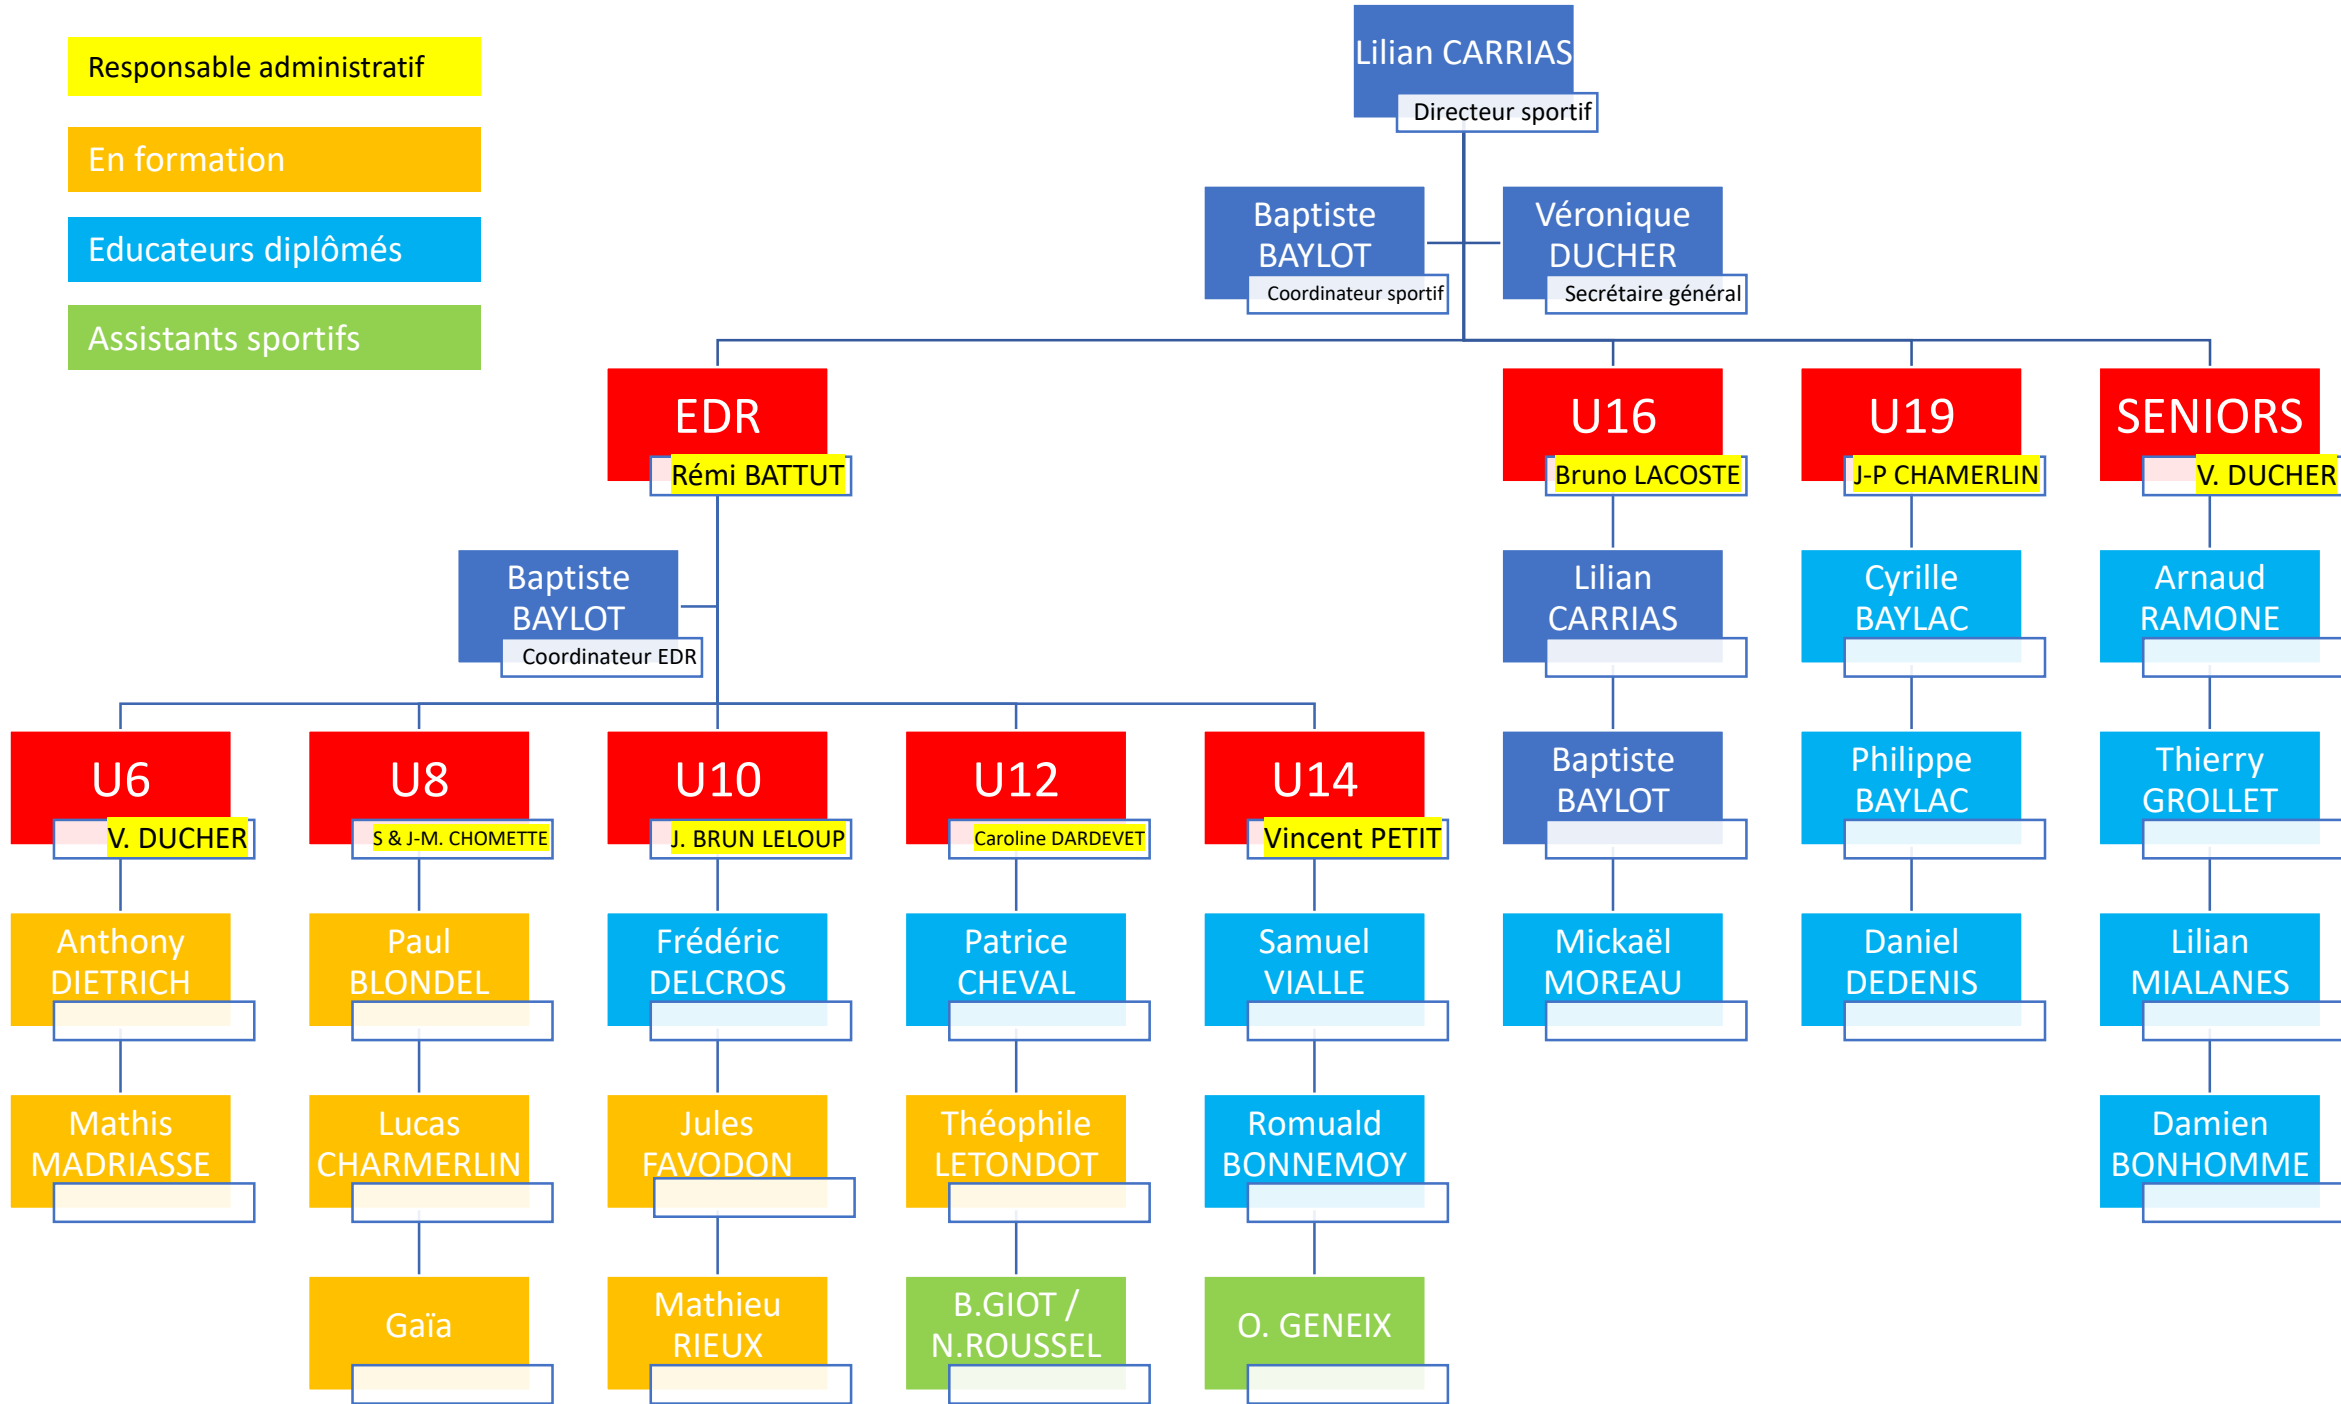 Lilian CARRIAS
Directeur sportif
Responsable administratif
En formation
Educateurs diplômés
Assistants sportifs
Baptiste
BAYLOT
Coordinateur sportif
Véronique
DUCHER
Secrétaire général
EDR
Rémi BATTUT
U16
Bruno LACOSTE
U19
J-P CHAMERLIN
SENIORS
V. DUCHER
Baptiste
BAYLOT
Coordinateur EDR
Lilian
CARRIAS
Cyrille
BAYLAC
Arnaud
RAMONE
U6
V. DUCHER
U8
S & J-M. CHOMETTE
U10
J. BRUN LELOUP
U12
Caroline DARDEVET
U14
Vincent PETIT
Baptiste
BAYLOT
Philippe
BAYLAC
Thierry
GROLLET
Anthony
DIETRICH
Paul
BLONDEL
Frédéric
DELCROS
Patrice
CHEVAL
Samuel
VIALLE
Mickaël
MOREAU
Daniel
DEDENIS
Lilian
MIALANES
Mathis
MADRIASSE
Lucas
CHARMERLIN
Jules
FAVODON
Théophile
LETONDOT
Romuald
BONNEMOY
Damien
BONHOMME
Gaïa
Mathieu
RIEUX
B.GIOT /
N.ROUSSEL
O. GENEIX